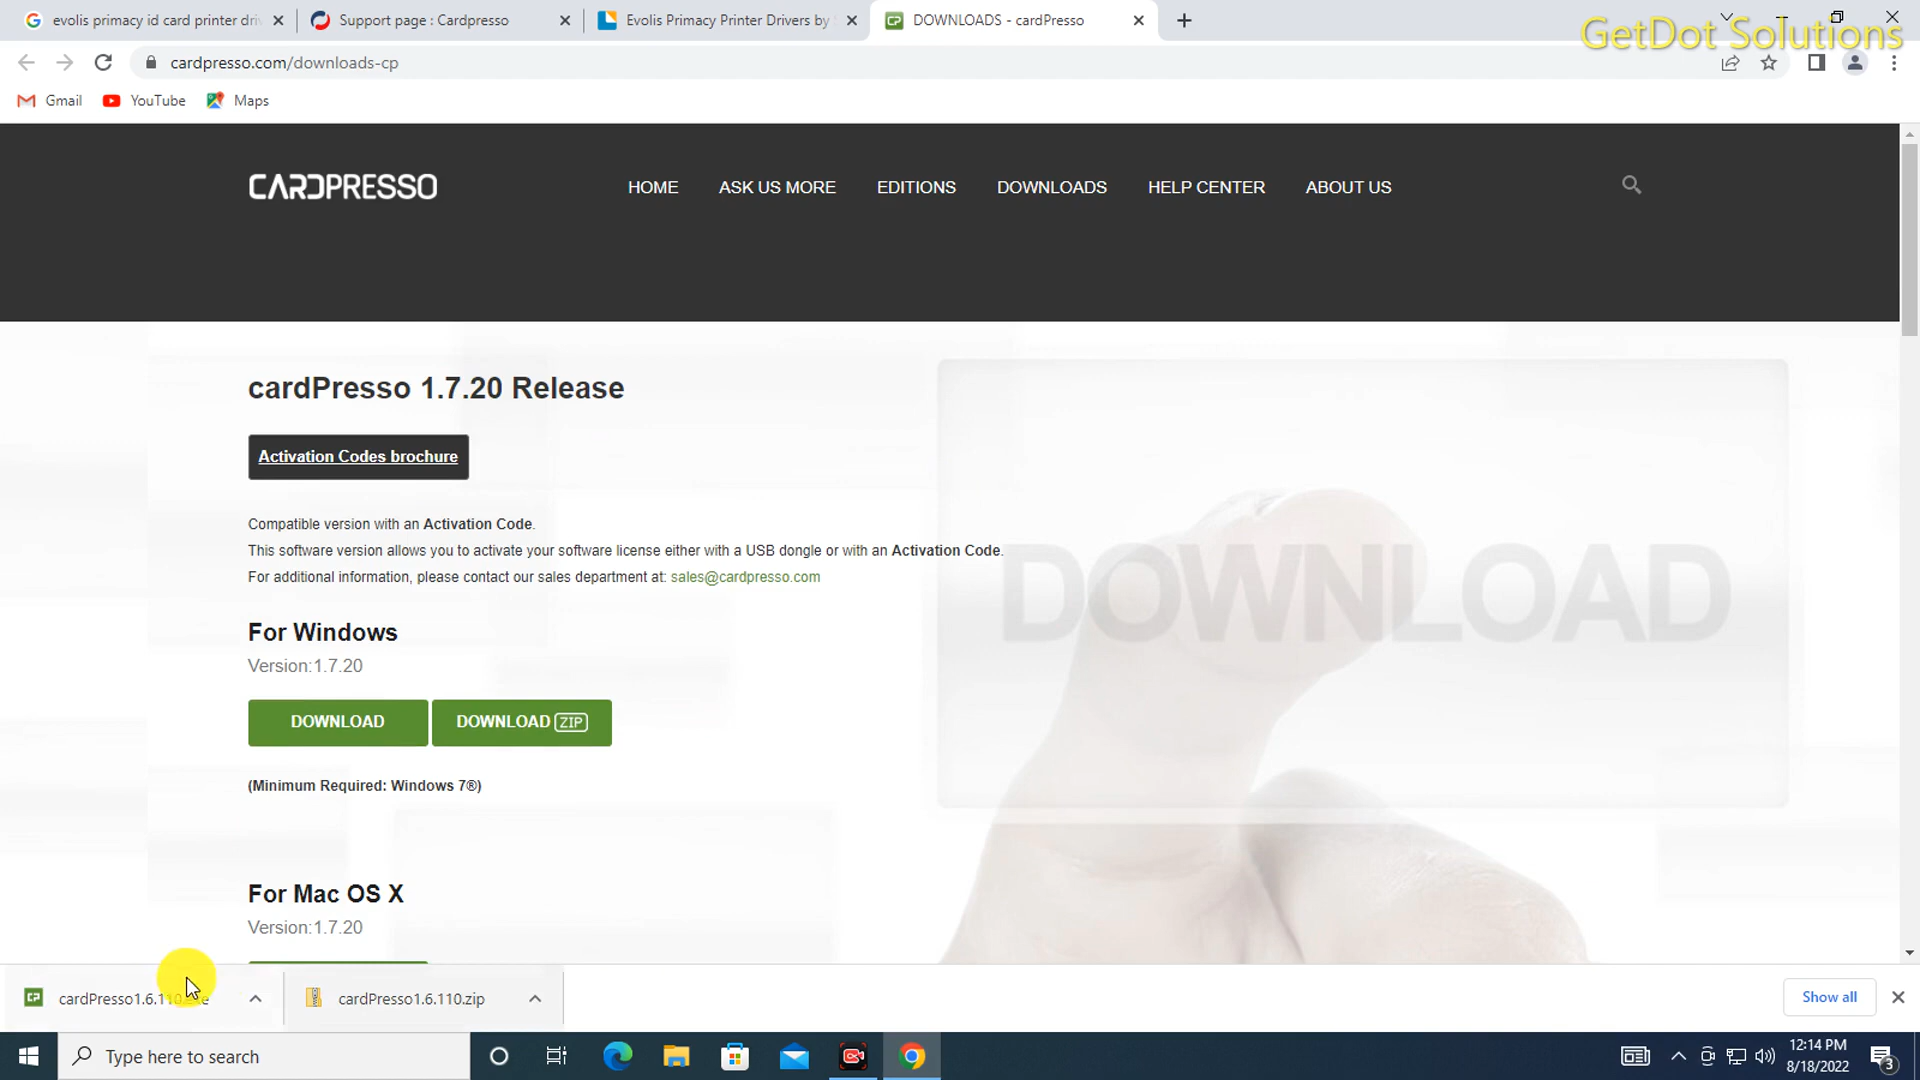 evolis primacy id card printer dri
Support page : Cardpresso
Evolis Primacy Printer Drivers by
DOWNLOADS - cardPresso
GetDot Solutions
cardpresso.com/downloads-cp
Gmail
YouTube
Maps
CARDPRESSO
HOME
ASK US MORE
EDITIONS
DOWNLOADS
HELP CENTER
ABOUT US
cardPresso 1.7.20 Release
Activation Codes brochure
Compatible version with an Activation Code.
This software version allows you to activate your software license either with a USB dongle or with an Activation Code.
For additional information, please contact our sales department at: sales@cardpresso.com
DOWNLOAD
For Windows
Version:1.7.20
DOWNLOAD
DOWNLOAD ZIP
(Minimum Required: Windows 7®)
For Mac OS X
Version:1.7.20
cardPresso1.6.110.exe
cardPresso1.6.110.zip
Show all
Type here to search
12:14 PM
8/18/2022
3